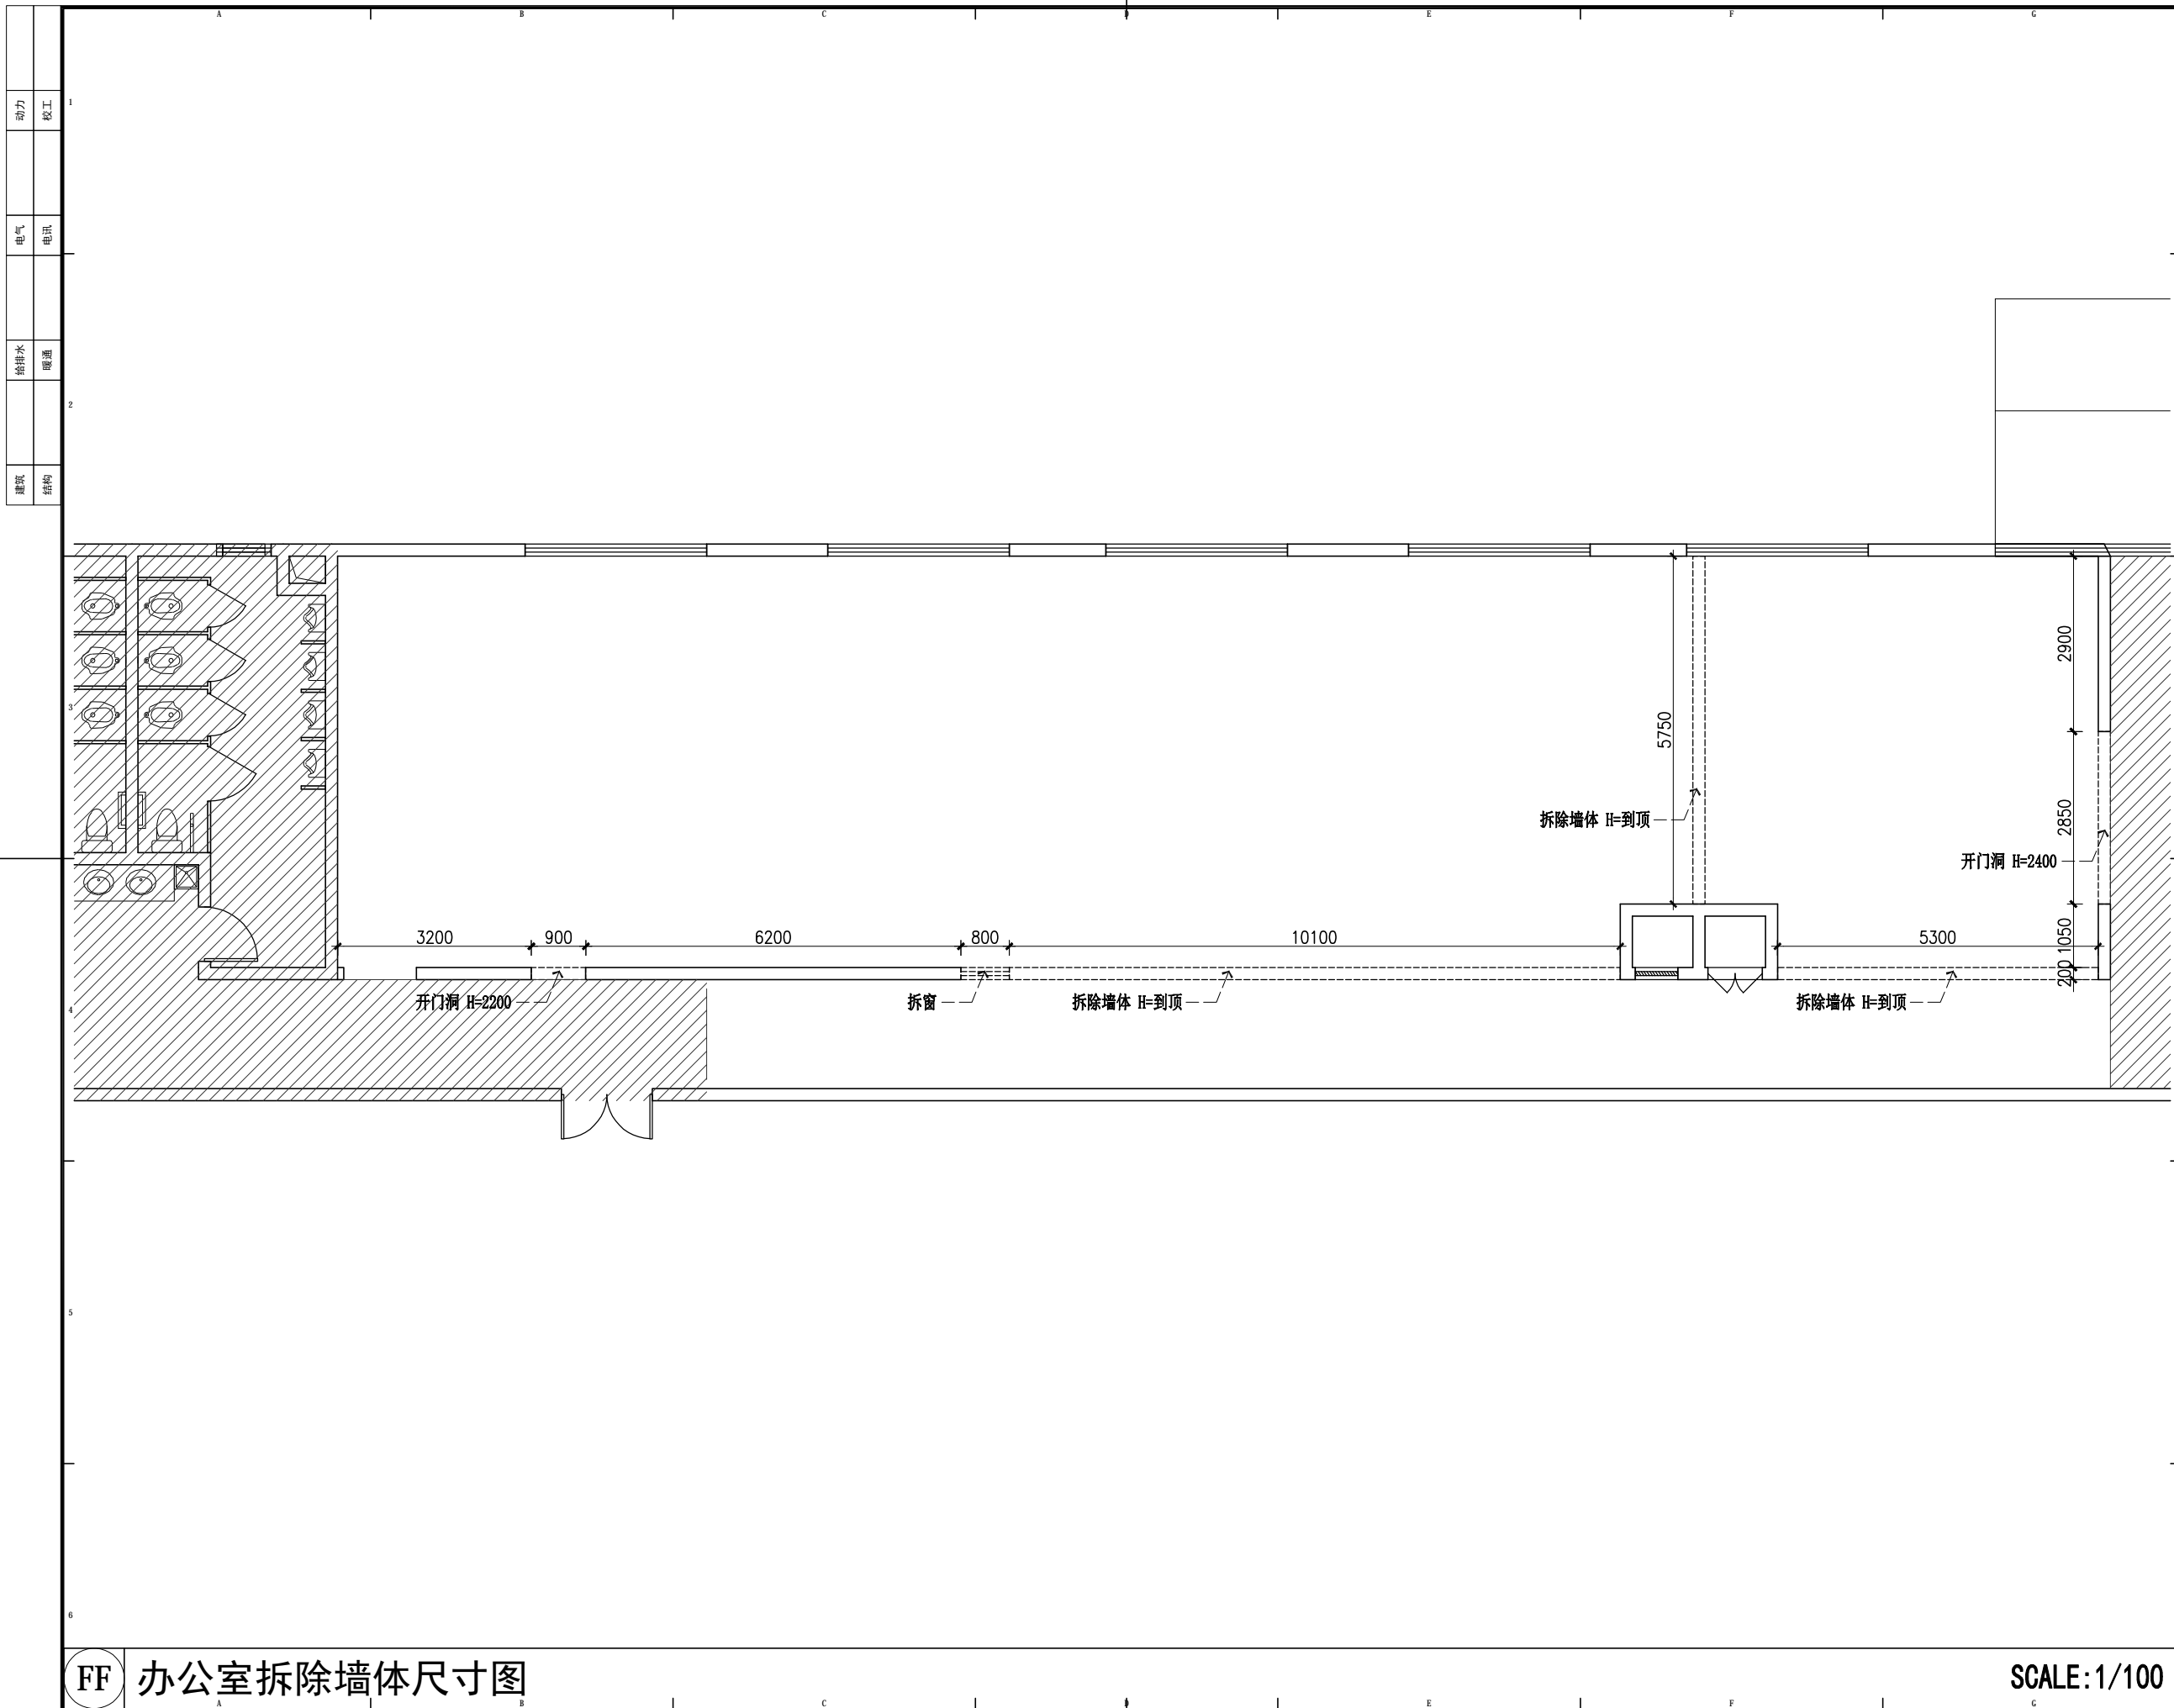 A B C D E F G
动力 校工
电气 电讯
给排水 暖通
建筑 结构
1
2
3
4
5
6
2900
5750
拆除墙体 H=到顶
2850
开门洞 H=2400
3200 900 6200 800 10100 5300
1050
200
开门洞 H=2200
拆窗
拆除墙体 H=到顶
拆除墙体 H=到顶
FF 办公室拆除墙体尺寸图
SCALE:1/100
A B C D E F G